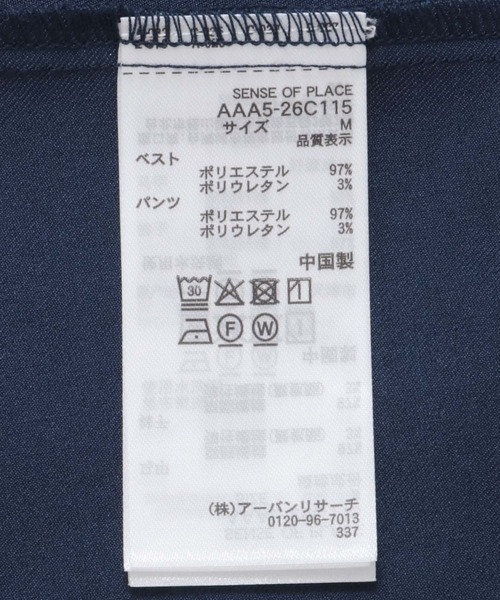 SENSE OF PLACE
AAA5-26C115
サイズ M
品質表示
ベスト
ポリエステル 97%
ポリウレタン 3%
パンツ
ポリエステル 97%
ポリウレタン 3%
中国製
30
F W
(株)アーバンリサーチ
0120-96-7013
337